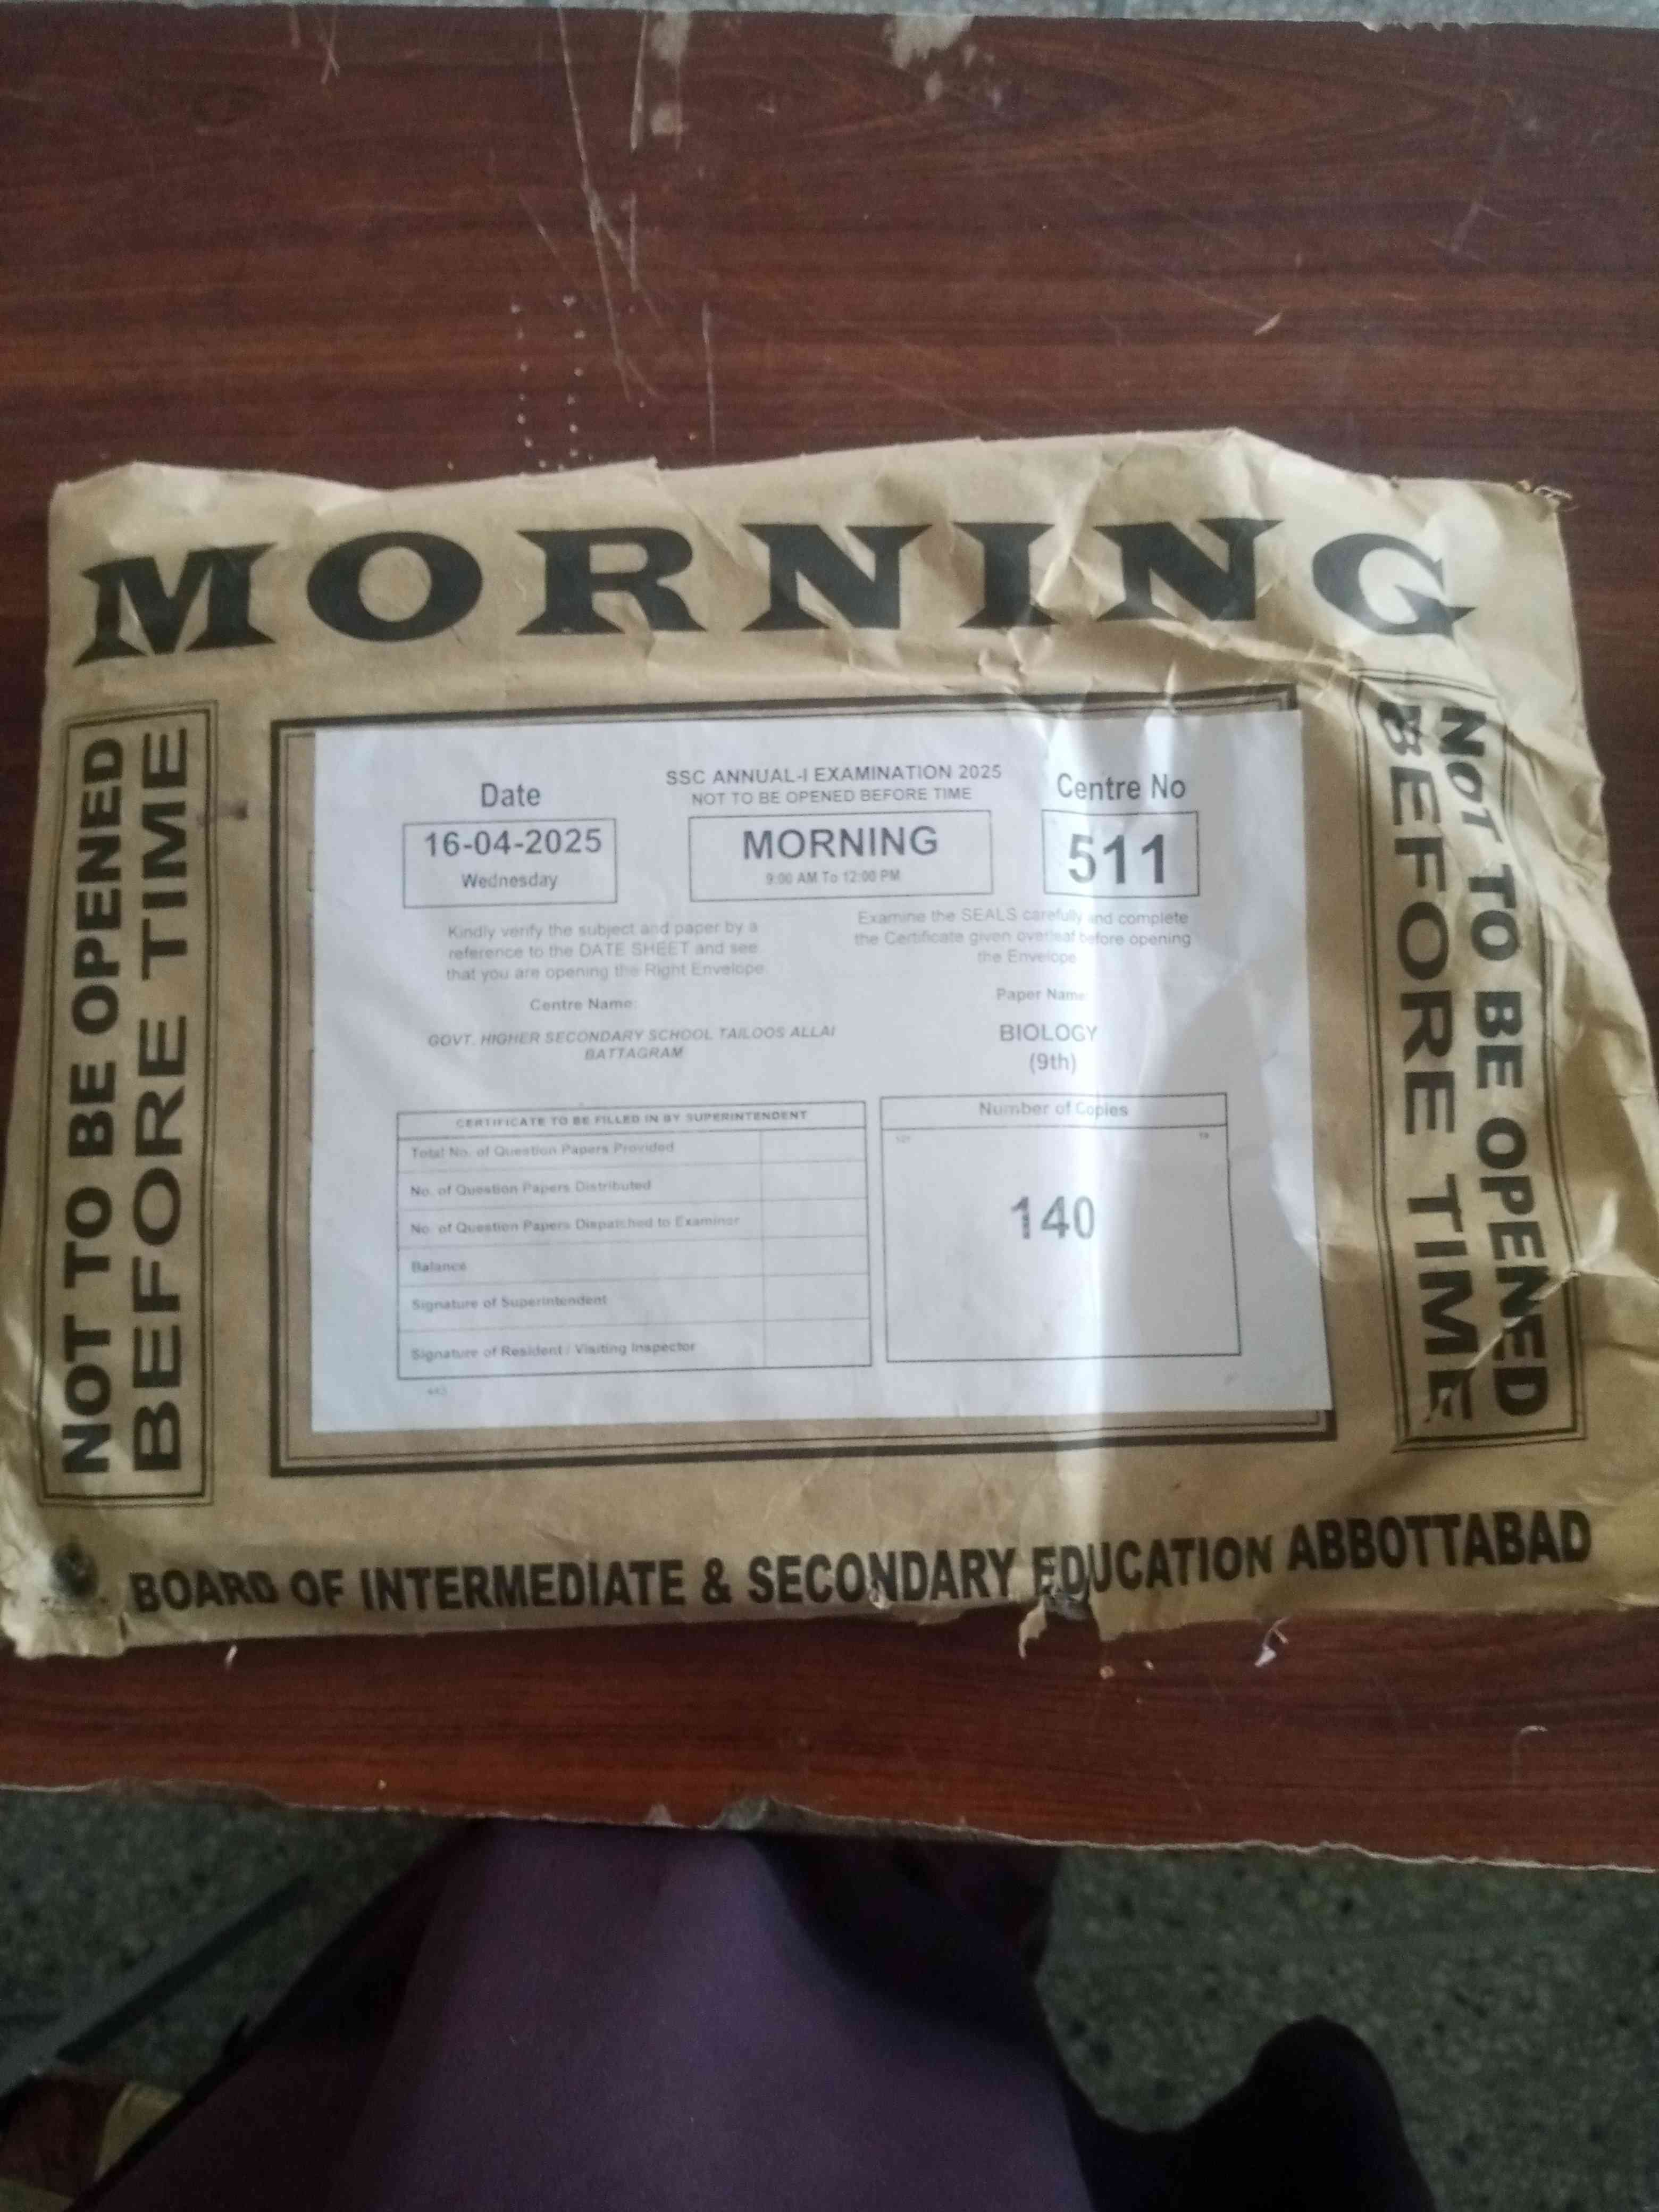 MORNING
NOT TO BE OPENED
BEFORE TIME
SSC ANNUAL-I EXAMINATION 2025
NOT TO BE OPENED BEFORE TIME
Date
16-04-2025
Wednesday
MORNING
9:00 AM To 12:00 PM
Centre No
511
Kindly verify the subject and paper by a
reference to the DATE SHEET and see
that you are opening the Right Envelope
Examine the SEALS carefully and complete
the Certificate given overleaf before opening
the Envelope
Centre Name:
GOVT. HIGHER SECONDARY SCHOOL TAILOOS ALLAI
BATTAGRAM
Paper Name:
BIOLOGY
(9th)
CERTIFICATE TO BE FILLED IN BY SUPERINTENDENT
Total No. of Question Papers Provided
No. of Question Papers Distributed
No. of Question Papers Dispatched to Examiner
Balance
Signature of Superintendent
Signature of Resident / Visiting Inspector
Number of Copies
140
NOT TO BE OPENED
BEFORE TIME
BOARD OF INTERMEDIATE & SECONDARY EDUCATION ABBOTTABAD